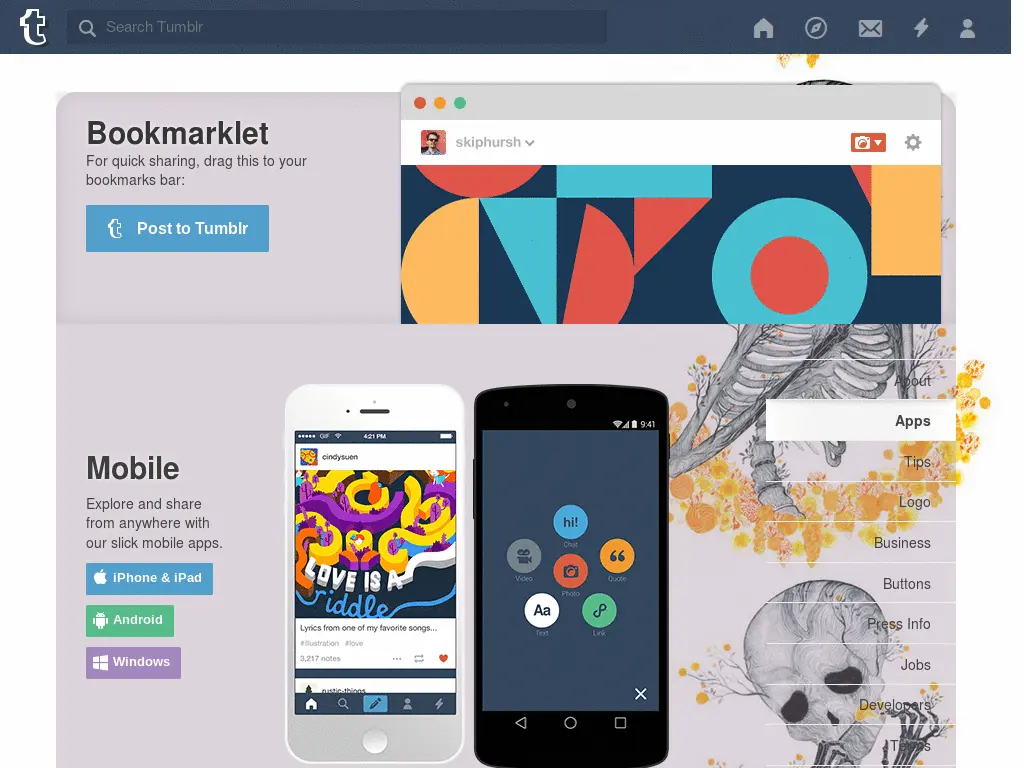 Search Tumblr
Bookmarklet
For quick sharing, drag this to your
bookmarks bar:
Post to Tumblr
skiphursh
Mobile
Explore and share
from anywhere with
our slick mobile apps.
iPhone & iPad
Android
Windows
GIF
4:21 PM
cindysuen
LOVE IS A
riddle
Lyrics from one of my favorite songs...
#illustration #love
3,217 notes
rustic-things
9:41
hi!
Chat
Video
Quote
Photo
Aa
Text
Link
About
Apps
Tips
Logo
Business
Buttons
Press Info
Jobs
Developers
Terms